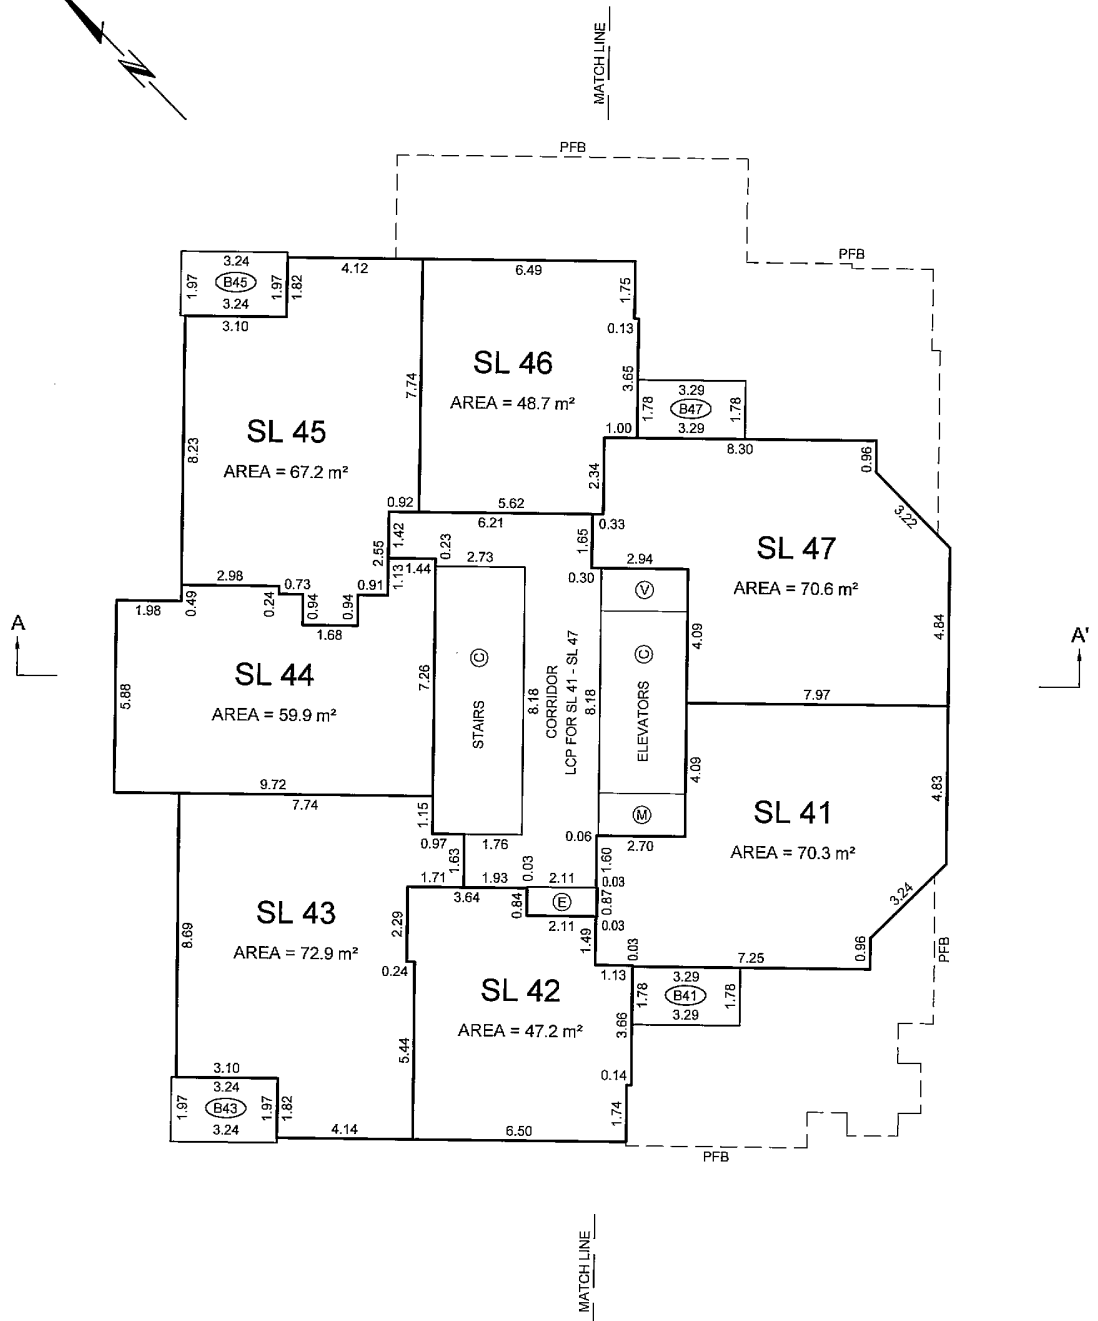 N
MATCH LINE
PFB
PFB
3.24
1.97
B45
1.97
1.82
3.24
3.10
4.12
6.49
1.75
0.13
SL 46
AREA = 48.7 m²
7.74
3.65
3.29
1.78
B47
1.78
3.29
1.00
8.30
0.96
SL 45
AREA = 67.2 m²
8.23
2.34
3.22
0.92
5.62
6.21
0.33
1.42
0.23
1.65
2.55
2.73
2.94
SL 47
AREA = 70.6 m²
1.13
1.44
0.30
V
2.98
0.73
0.91
0.49
0.24
0.94
0.94
1.98
1.68
4.09
4.84
A
A'
SL 44
AREA = 59.9 m²
5.88
7.26
STAIRS
C
8.18
CORRIDOR
LCP FOR SL 41 - SL 47
8.18
ELEVATORS
C
7.97
9.72
7.74
4.09
4.83
1.15
M
SL 41
AREA = 70.3 m²
0.97
1.76
0.06
2.70
1.63
1.60
1.71
1.93
0.03
2.11
0.03
3.64
0.84
E
0.87
3.24
2.11
0.03
SL 43
AREA = 72.9 m²
8.69
2.29
1.49
0.03
0.96
PFB
0.24
1.13
7.25
SL 42
AREA = 47.2 m²
3.29
1.78
B41
1.78
3.29
3.66
5.44
3.10
3.24
1.97
B43
1.97
1.82
3.24
0.14
1.74
4.14
6.50
PFB
MATCH LINE